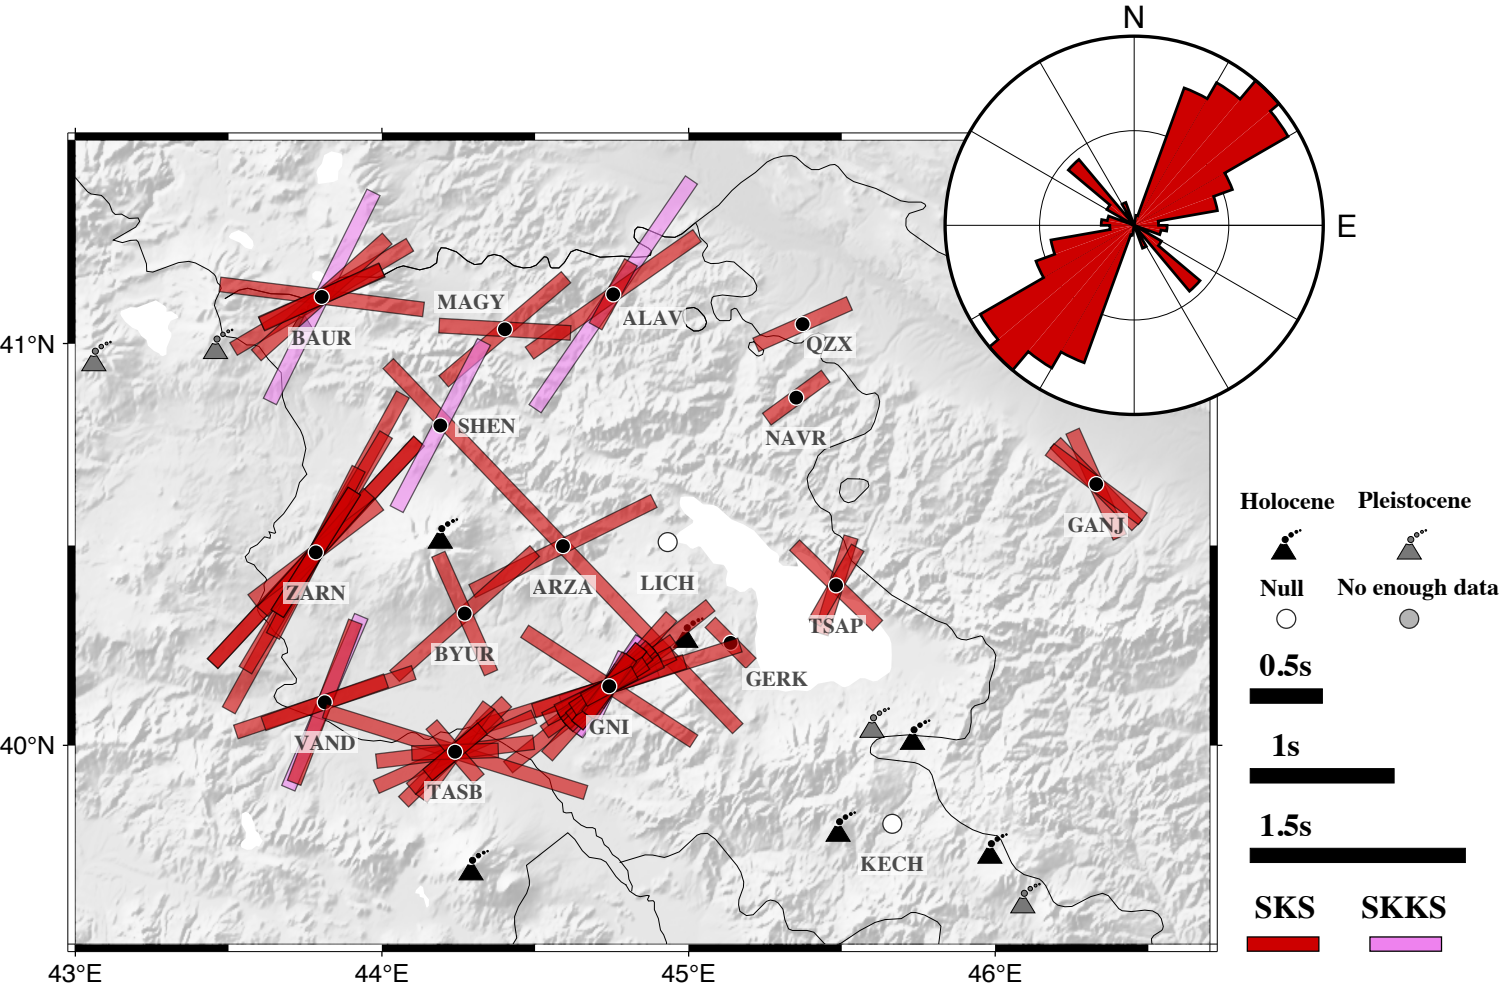 N
E
MAGY
ALAV
BAUR
QZX
41°N
SHEN
NAVR
Holocene
Pleistocene
GANJ
ZARN
ARZA
LICH
Null
No enough data
TSAP
BYUR
0.5s
GERK
GNI
VAND
40°N
1s
TASB
1.5s
KECH
SKS
SKKS
43°E
44°E
45°E
46°E